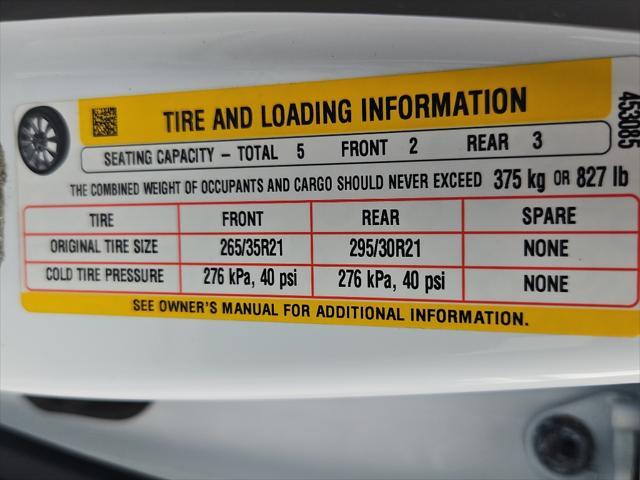 TIRE AND LOADING INFORMATION
SEATING CAPACITY – TOTAL 5 FRONT 2 REAR 3
THE COMBINED WEIGHT OF OCCUPANTS AND CARGO SHOULD NEVER EXCEED 375 kg OR 827 lb
TIRE FRONT REAR SPARE
ORIGINAL TIRE SIZE 265/35R21 295/30R21 NONE
COLD TIRE PRESSURE 276 kPa, 40 psi 276 kPa, 40 psi NONE
SEE OWNER'S MANUAL FOR ADDITIONAL INFORMATION.
453085